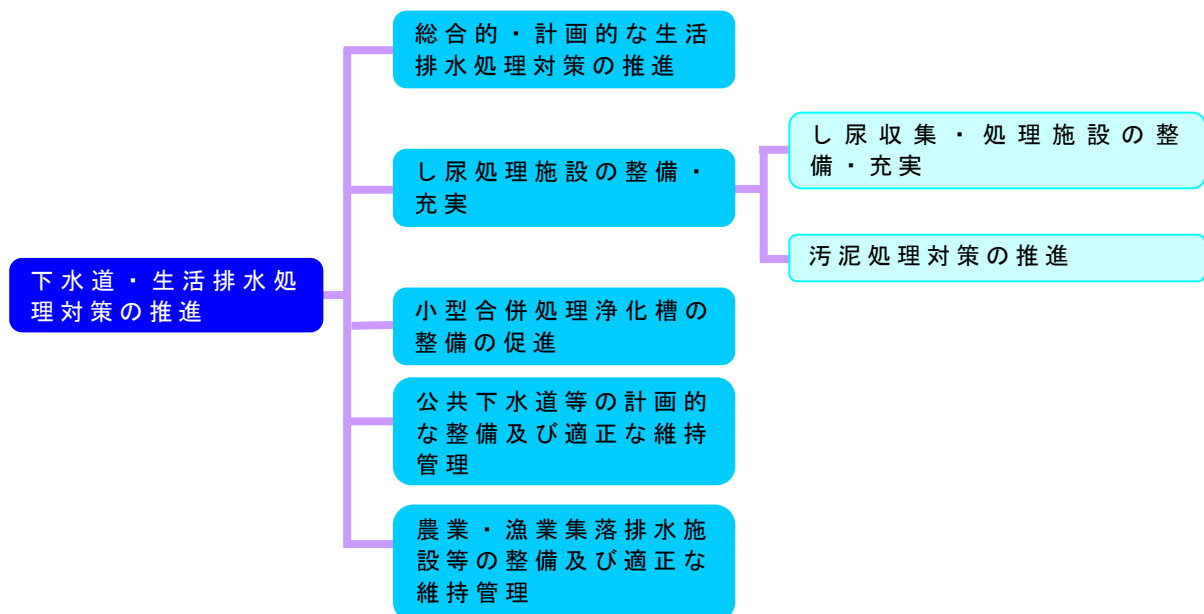 総合的・計画的な生活
排水処理対策の推進
し尿収集・処理施設の整
備・充実
し尿処理施設の整備・
充実
汚泥処理対策の推進
下水道・生活排水処
理対策の推進
小型合併処理浄化槽の
整備の促進
公共下水道等の計画的
な整備及び適正な維持
管理
農業・漁業集落排水施
設等の整備及び適正な
維持管理